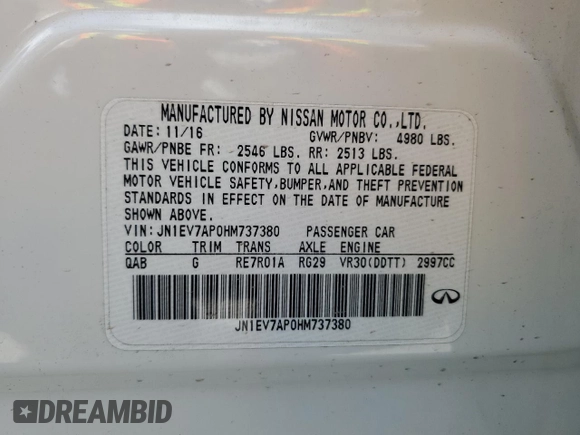 MANUFACTURED BY NISSAN MOTOR CO.,LTD.
DATE: 11/16 GVWR/PNBV: 4980 LBS.
GAWR/PNBE FR: 2546 LBS. RR: 2513 LBS.
THIS VEHICLE CONFORMS TO ALL APPLICABLE FEDERAL
MOTOR VEHICLE SAFETY,BUMPER,AND THEFT PREVENTION
STANDARDS IN EFFECT ON THE DATE OF MANUFACTURE
SHOWN ABOVE.
VIN: JN1EV7AP0HM737380 PASSENGER CAR
COLOR TRIM TRANS AXLE ENGINE
QAB G RE7R01A RG29 VR30(DDTT) 2997CC
JN1EV7AP0HM737380
INFINITI
DREAMBID